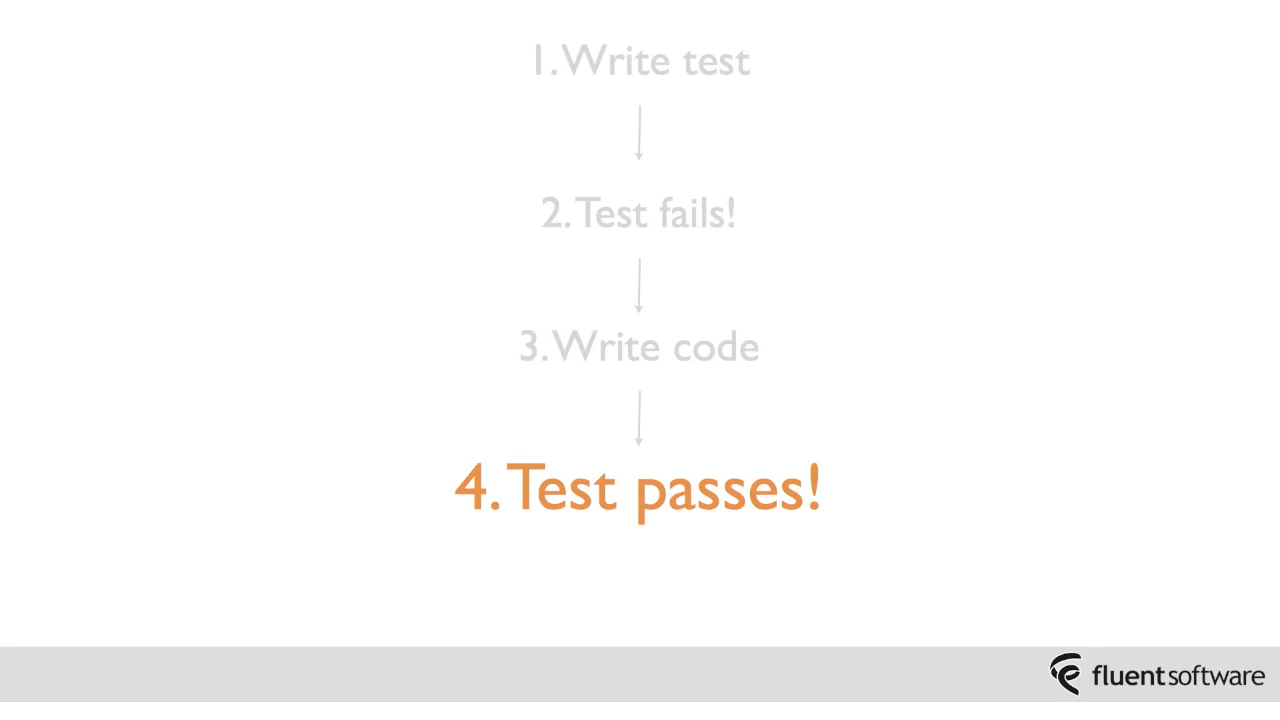 1. Write test
2. Test fails!
3. Write code
4. Test passes!
fluentsoftware